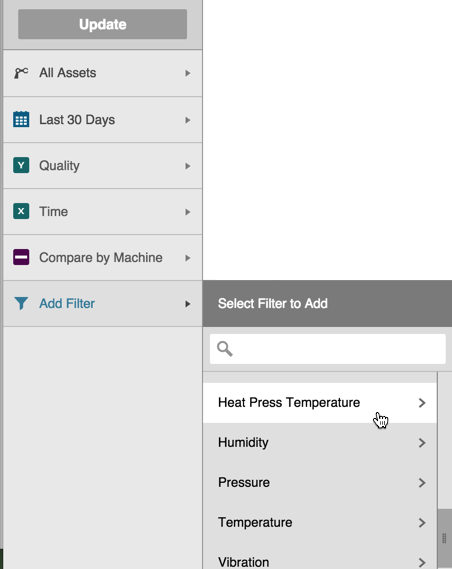 Update
All Assets
Last 30 Days
Y Quality
X Time
Compare by Machine
Add Filter
Select Filter to Add
Heat Press Temperature
Humidity
Pressure
Temperature
Vibration